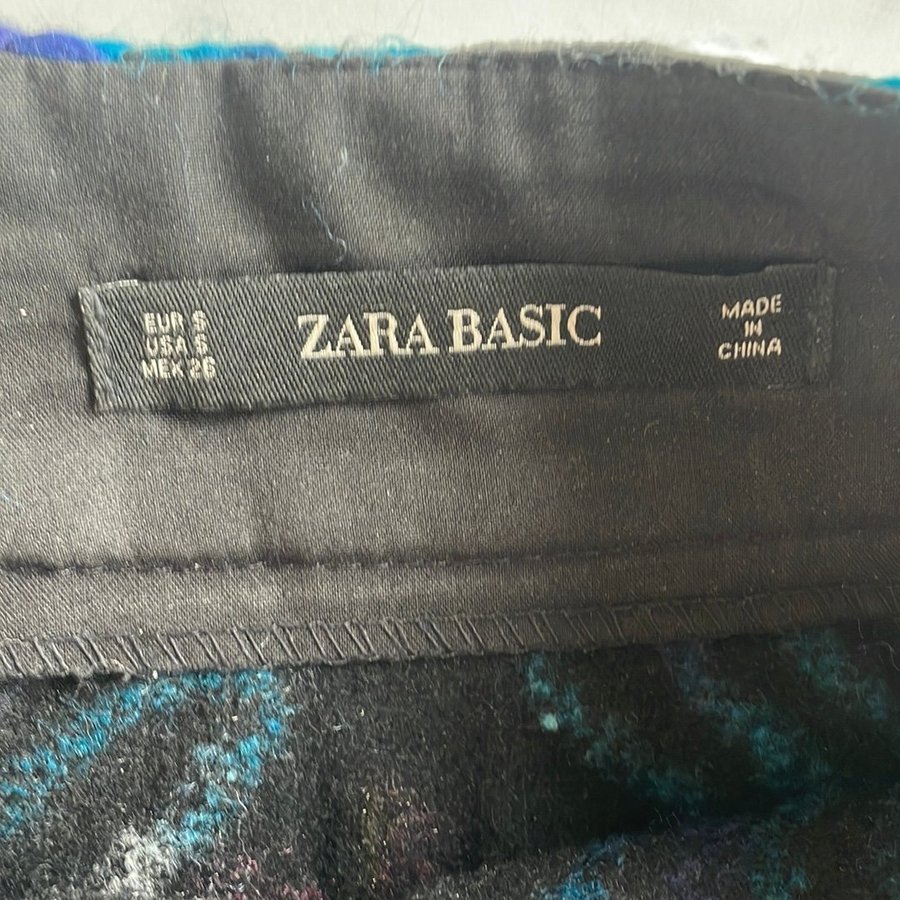 EUR S
USA S
MEX 26
ZARA BASIC
MADE
IN
CHINA